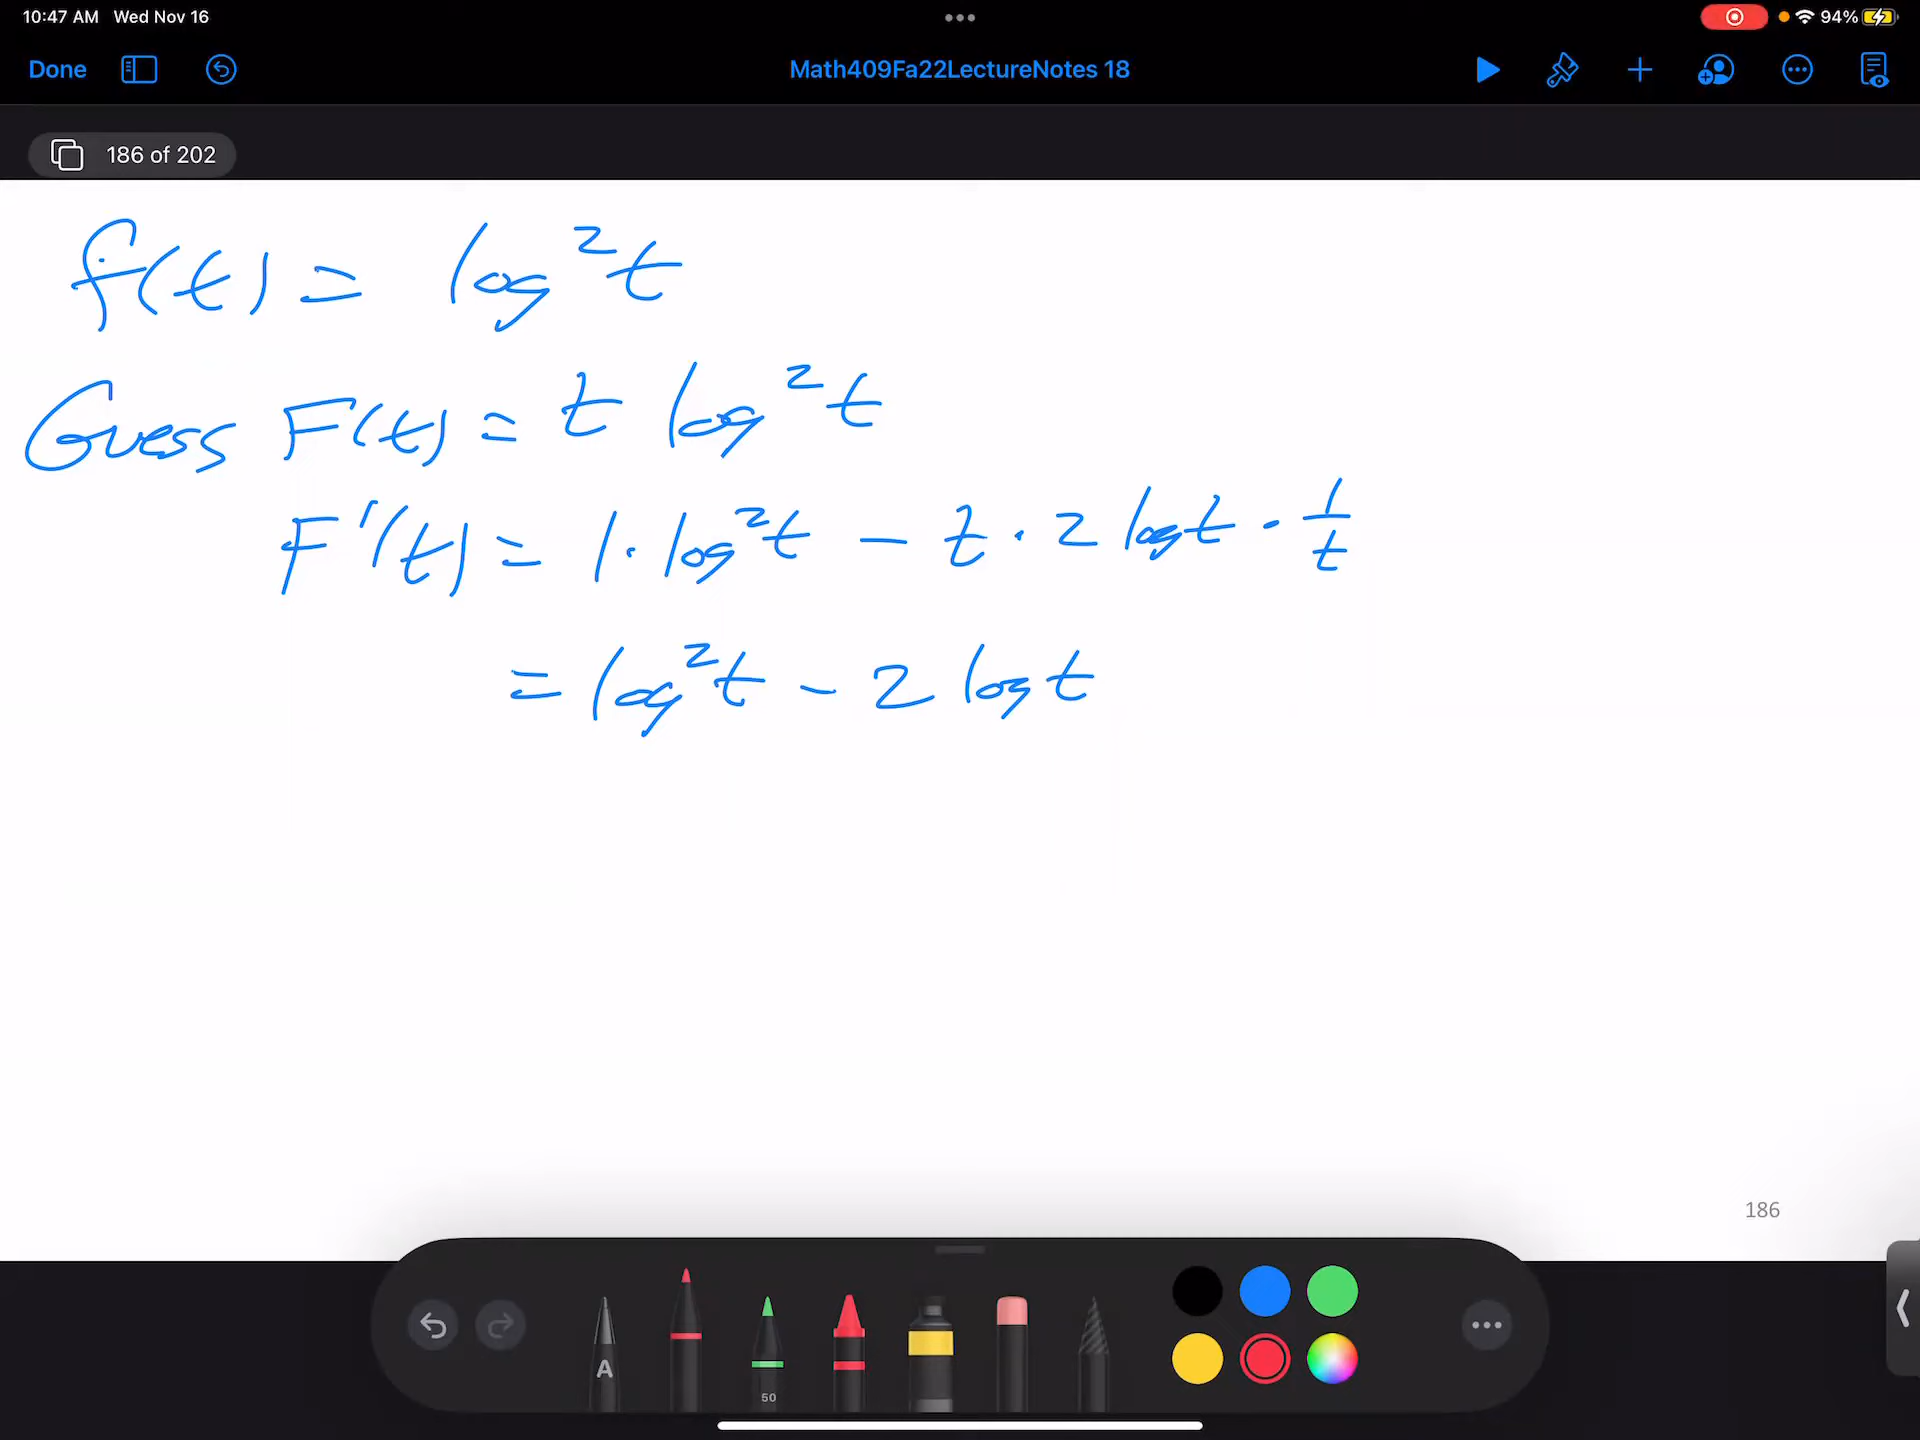 10:47 AM Wed Nov 16
94%
Done
Math409Fa22LectureNotes 18
186 of 202
f(t) = log²t
Guess F(t) = t log²t
F'(t) = 1 · log²t − t · 2 log t · 1/t
= log²t − 2 log t
186
A
50